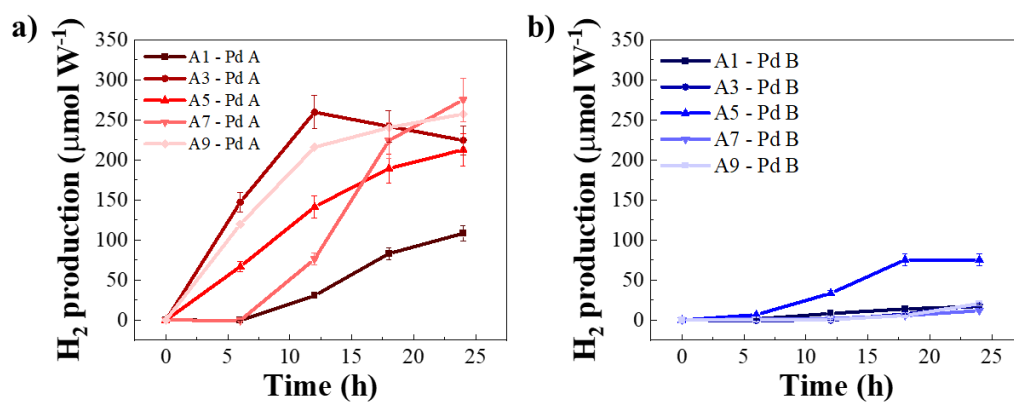 a)
H₂ production (μmol W⁻¹)
350
300
250
200
150
100
50
0
A1 - Pd A
A3 - Pd A
A5 - Pd A
A7 - Pd A
A9 - Pd A
0 5 10 15 20 25
Time (h)
b)
H₂ production (μmol W⁻¹)
350
300
250
200
150
100
50
0
A1 - Pd B
A3 - Pd B
A5 - Pd B
A7 - Pd B
A9 - Pd B
0 5 10 15 20 25
Time (h)